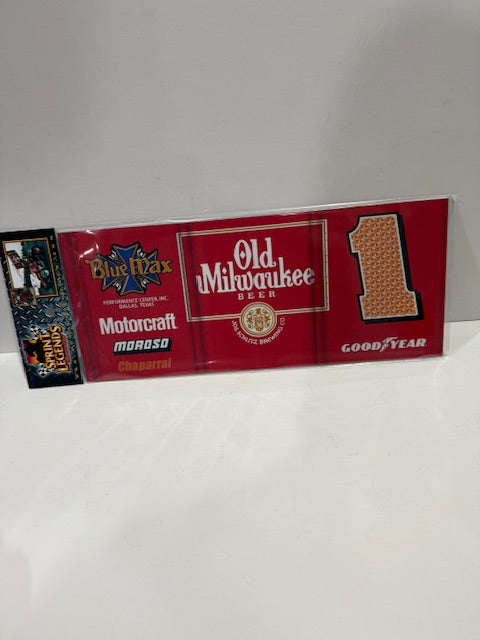 SPRINT
LEGENDS
Blue Max
PERFORMANCE CENTER, INC.
DALLAS, TEXAS
Motorcraft
MOROSO
Chaparral
Old
Milwaukee
BEER
JOS. SCHLITZ BREWING CO.
1
GOODYEAR